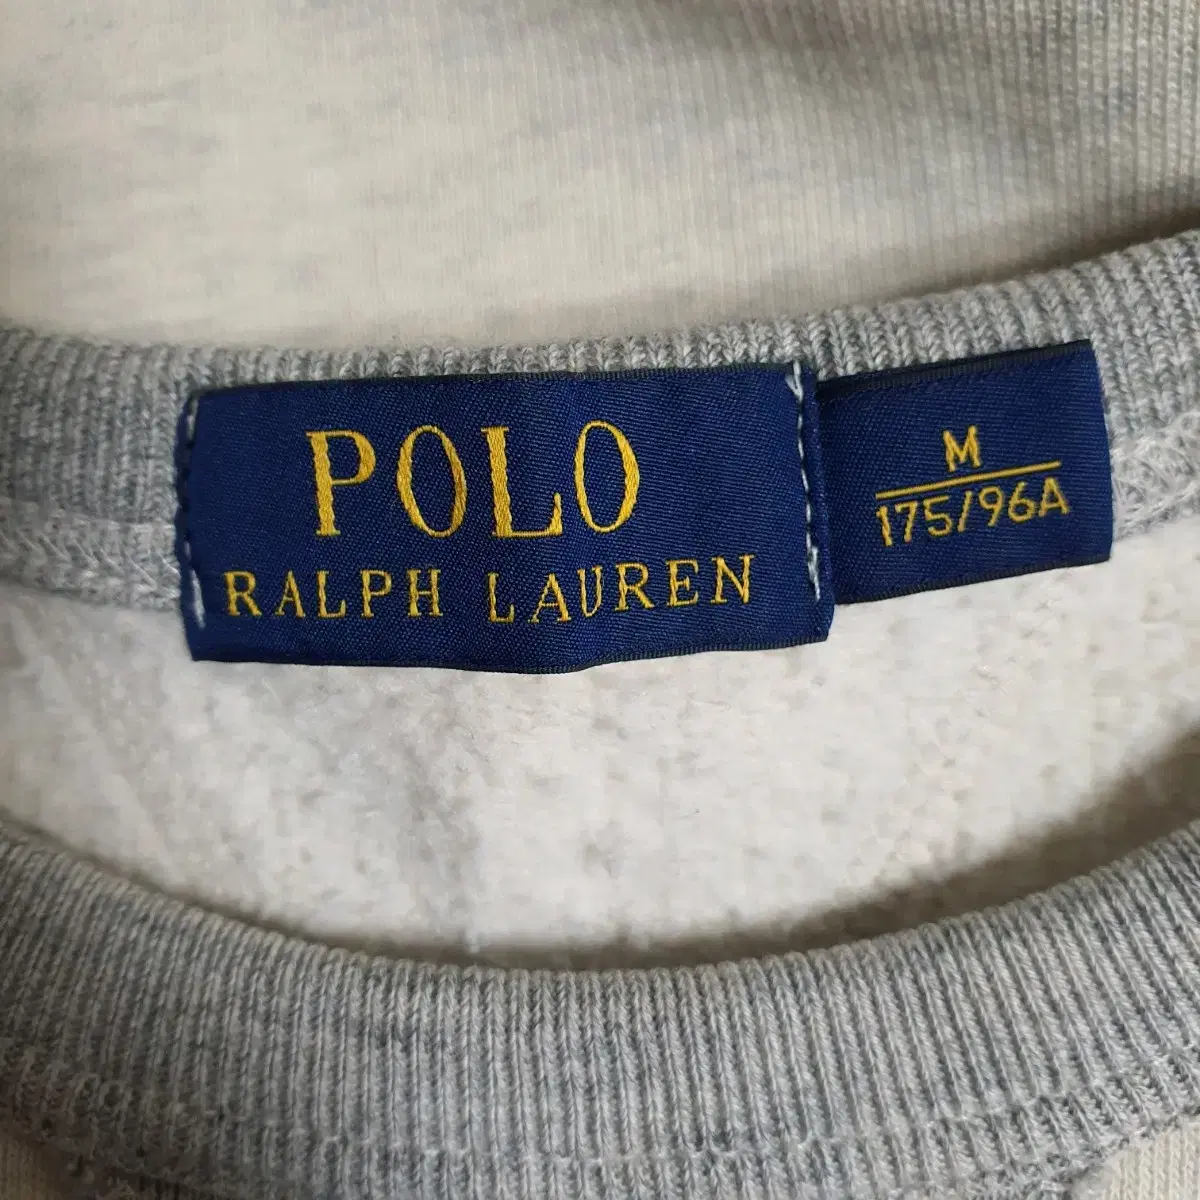 POLO
RALPH LAUREN
M
175/96A